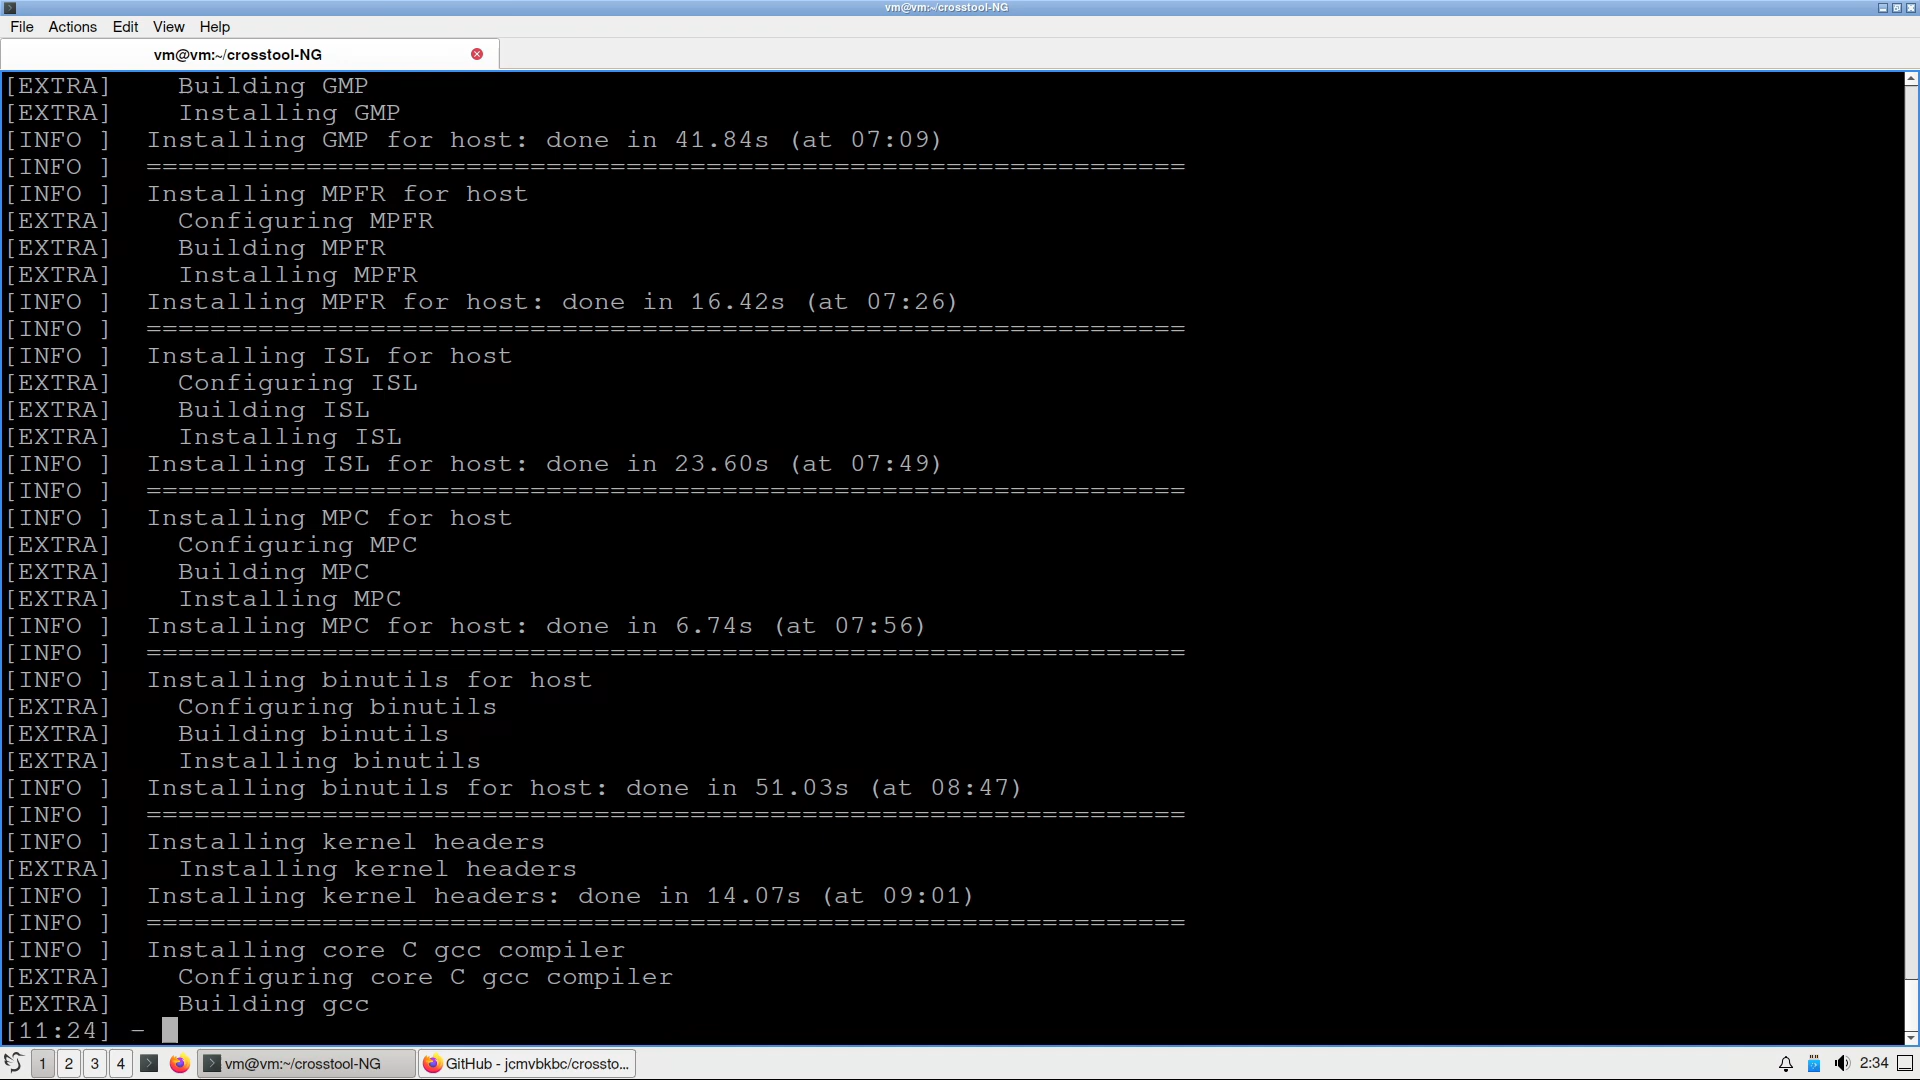 vm@vm:~/crosstool-NG
File Actions Edit View Help
vm@vm:~/crosstool-NG
[EXTRA]    Building GMP
[EXTRA]    Installing GMP
[INFO ]  Installing GMP for host: done in 41.84s (at 07:09)
[INFO ]  =================================================================
[INFO ]  Installing MPFR for host
[EXTRA]    Configuring MPFR
[EXTRA]    Building MPFR
[EXTRA]    Installing MPFR
[INFO ]  Installing MPFR for host: done in 16.42s (at 07:26)
[INFO ]  =================================================================
[INFO ]  Installing ISL for host
[EXTRA]    Configuring ISL
[EXTRA]    Building ISL
[EXTRA]    Installing ISL
[INFO ]  Installing ISL for host: done in 23.60s (at 07:49)
[INFO ]  =================================================================
[INFO ]  Installing MPC for host
[EXTRA]    Configuring MPC
[EXTRA]    Building MPC
[EXTRA]    Installing MPC
[INFO ]  Installing MPC for host: done in 6.74s (at 07:56)
[INFO ]  =================================================================
[INFO ]  Installing binutils for host
[EXTRA]    Configuring binutils
[EXTRA]    Building binutils
[EXTRA]    Installing binutils
[INFO ]  Installing binutils for host: done in 51.03s (at 08:47)
[INFO ]  =================================================================
[INFO ]  Installing kernel headers
[EXTRA]    Installing kernel headers
[INFO ]  Installing kernel headers: done in 14.07s (at 09:01)
[INFO ]  =================================================================
[INFO ]  Installing core C gcc compiler
[EXTRA]    Configuring core C gcc compiler
[EXTRA]    Building gcc
[11:24] -
1 2 3 4 vm@vm:~/crosstool-NG GitHub - jcmvbkbc/crossto... 2:34